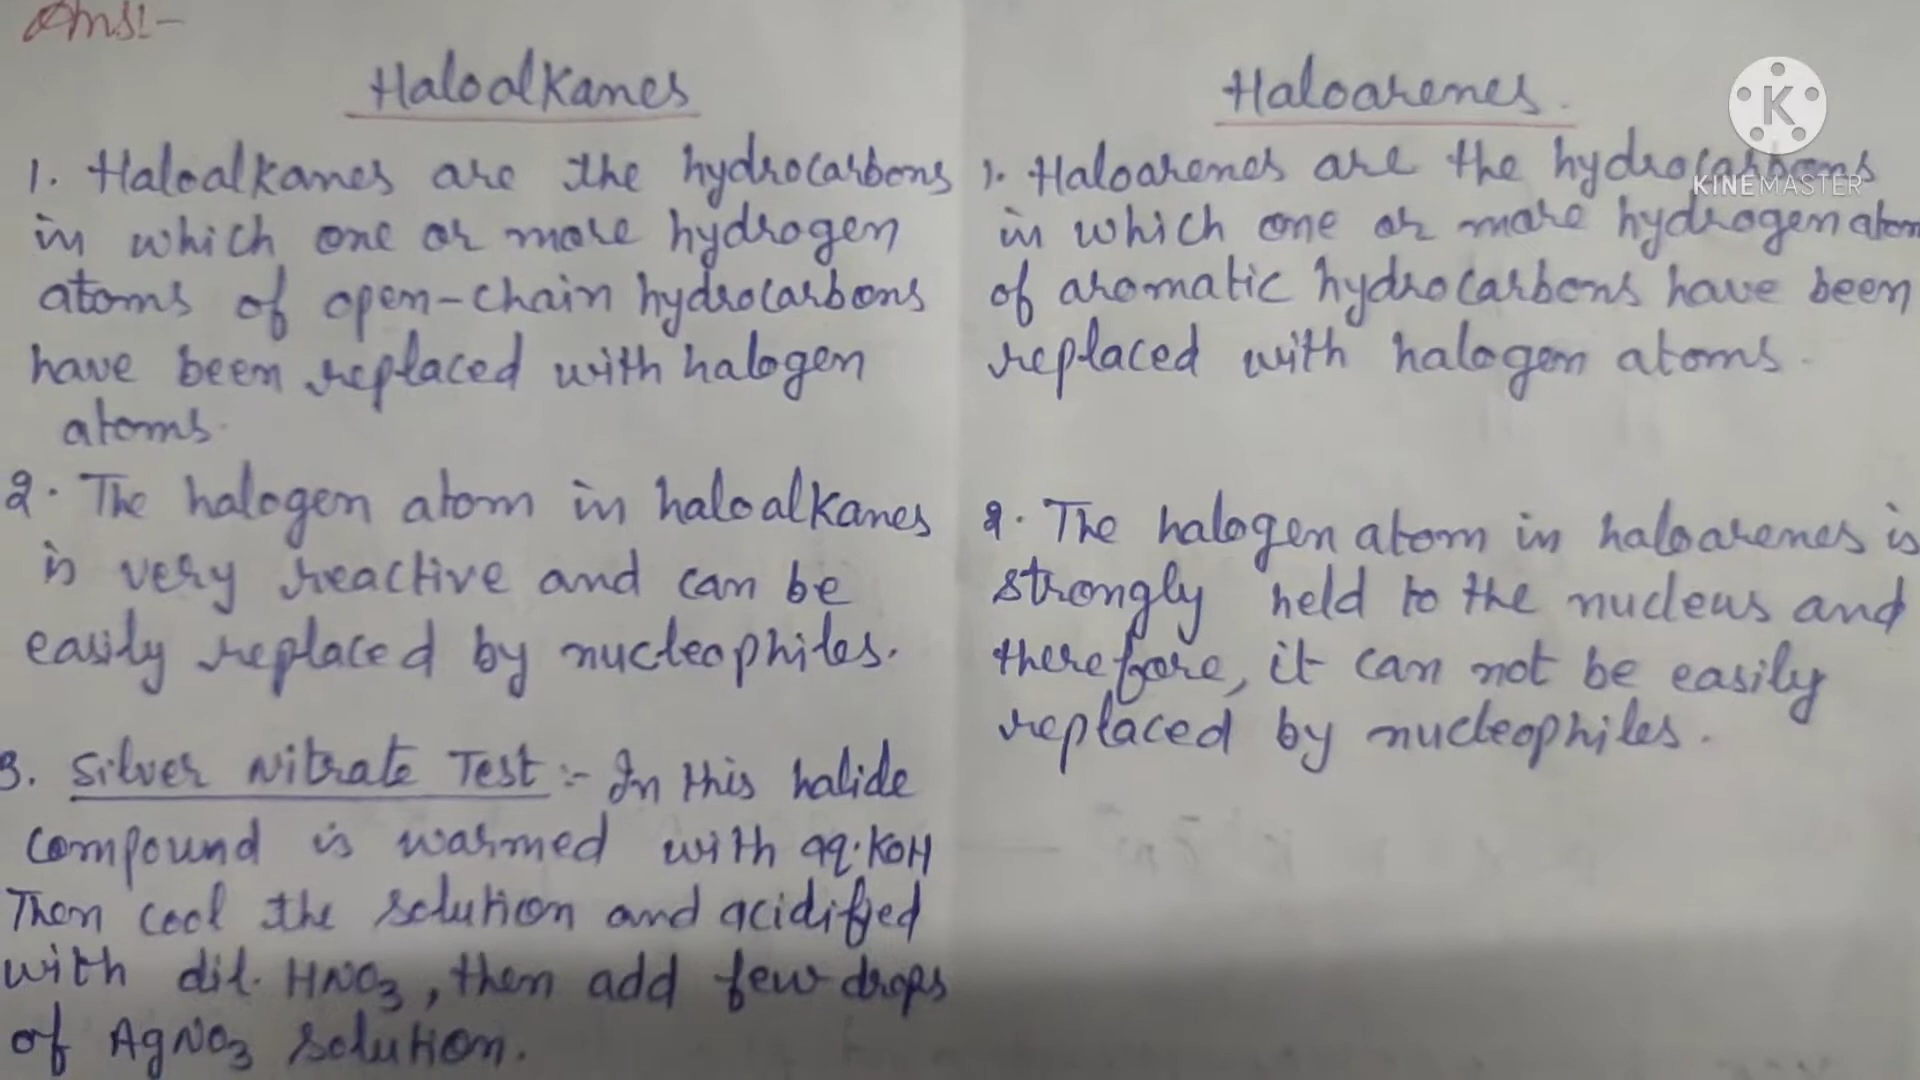 Ans:-
Haloalkanes
1. Haloalkanes are the hydrocarbons
in which one or more hydrogen
atoms of open-chain hydrocarbons
have been replaced with halogen
atoms.
2. The halogen atom in haloalkanes
is very reactive and can be
easily replaced by nucleophiles.
3. Silver Nitrate Test :- In this halide
compound is warmed with aq. KOH
Then cool the solution and acidified
with dil. HNO3, then add few drops
of AgNO3 solution.
Haloarenes.
1. Haloarenes are the hydrocarbons
in which one or more hydrogen atom
of aromatic hydrocarbons have been
replaced with halogen atoms.
2. The halogen atom in haloarenes is
strongly held to the nucleus and
therefore, it can not be easily
replaced by nucleophiles.
K
KINEMASTER